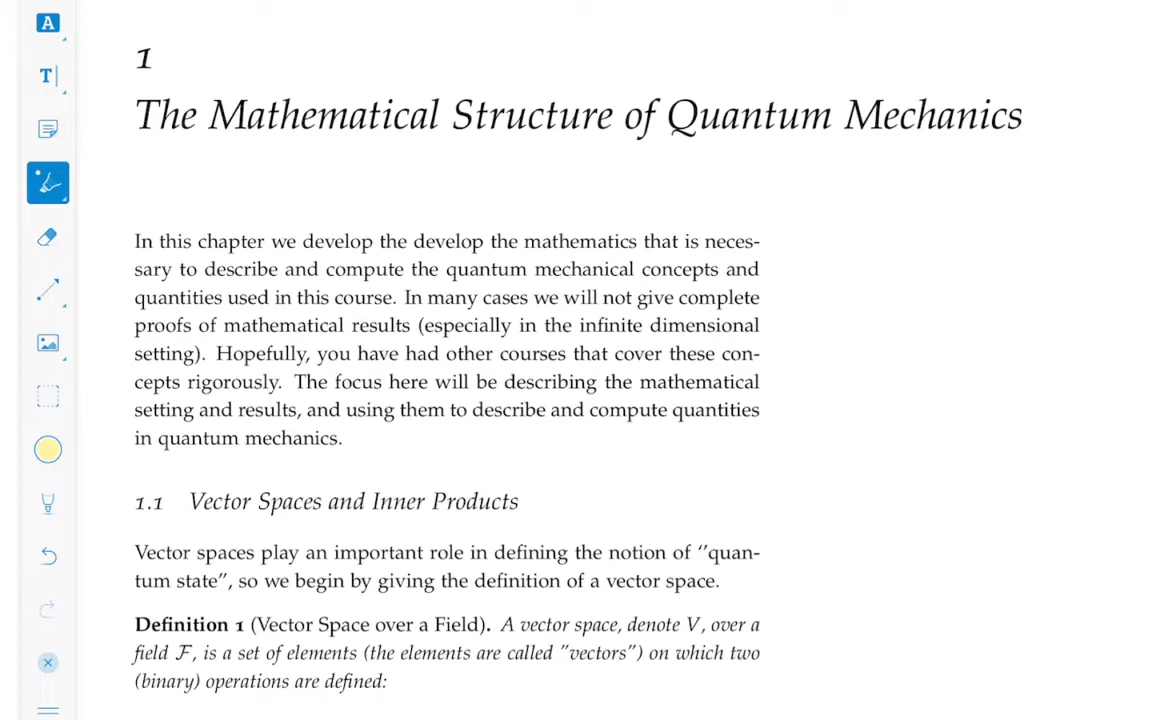 A
T
1
The Mathematical Structure of Quantum Mechanics
In this chapter we develop the develop the mathematics that is neces-
sary to describe and compute the quantum mechanical concepts and
quantities used in this course. In many cases we will not give complete
proofs of mathematical results (especially in the infinite dimensional
setting). Hopefully, you have had other courses that cover these con-
cepts rigorously. The focus here will be describing the mathematical
setting and results, and using them to describe and compute quantities
in quantum mechanics.
1.1 Vector Spaces and Inner Products
Vector spaces play an important role in defining the notion of ′′quan-
tum state”, so we begin by giving the definition of a vector space.
Definition 1 (Vector Space over a Field). A vector space, denote V, over a
field ℱ, is a set of elements (the elements are called ”vectors”) on which two
(binary) operations are defined: